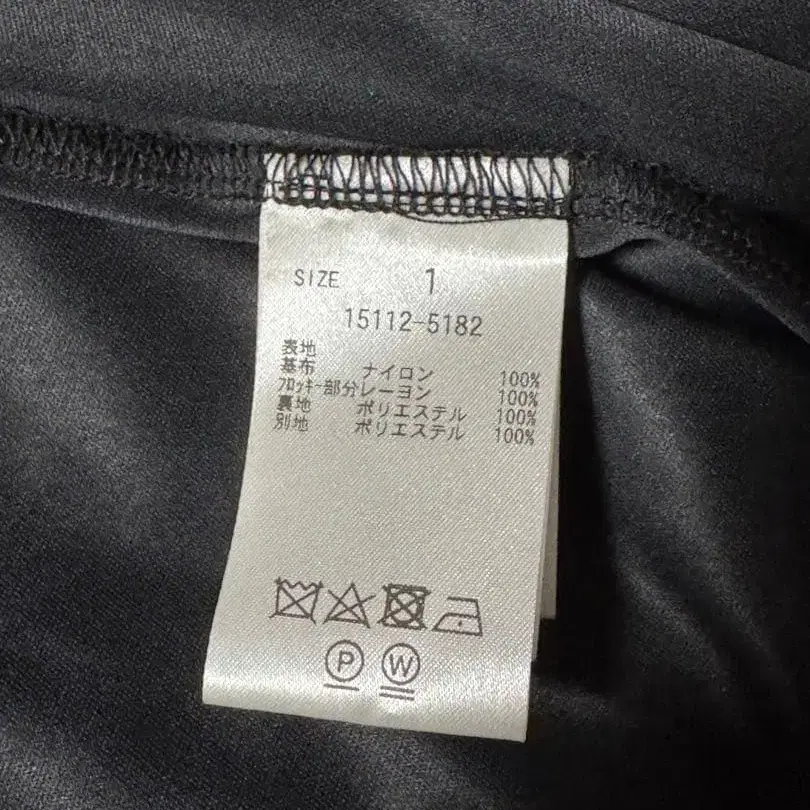 SIZE 1
15112-5182
表地
基布 ナイロン 100%
ﾌﾛｯｷｰ部分レーヨン 100%
裏地 ポリエステル 100%
別地 ポリエステル 100%
P W